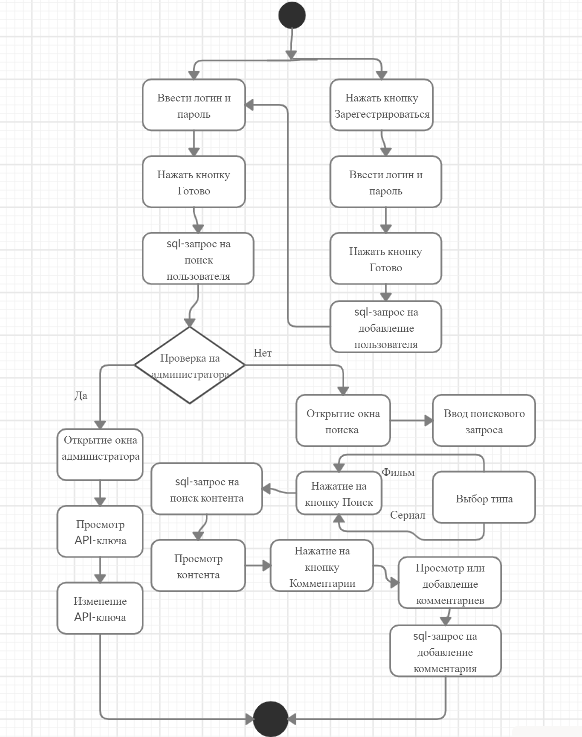 Ввести логин и
пароль
Нажать кнопку
Зарегестрироваться
Нажать кнопку
Готово
Ввести логин и
пароль
sql-запрос на
поиск
пользователя
Нажать кнопку
Готово
sql-запрос на
добавление
пользователя
Проверка на
администратора
Нет
Да
Открытие окна
поиска
Ввод поискового
запроса
Открытие окна
администратора
sql-запрос на
поиск контента
Нажатие на
кнопку Поиск
Фильм
Сериал
Выбор типа
Просмотр
API-ключа
Просмотр
контента
Нажатие на
кнопку
Комментарии
Просмотр или
добавление
комментариев
Изменение
API-ключа
sql-запрос на
добавление
комментария